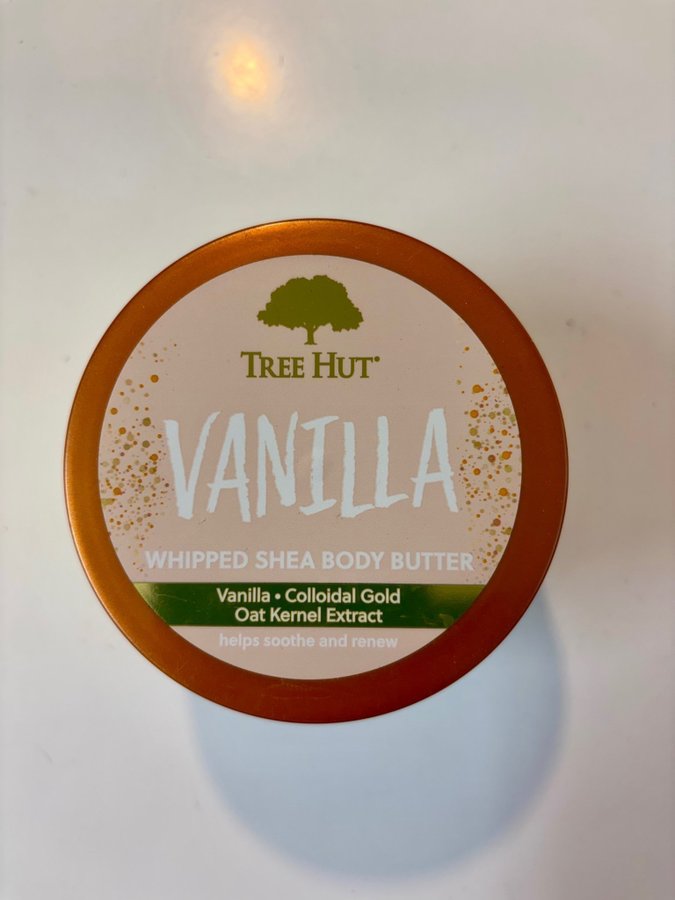 TREE HUT®
VANILLA
WHIPPED SHEA BODY BUTTER
Vanilla • Colloidal Gold
Oat Kernel Extract
helps soothe and renew